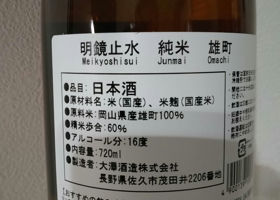 明鏡止水 純米 雄町
Meikyoshisui Junmai Omachi
●品目: 日本酒
●原材料名: 米(国産)、米麹(国産米)
●原料米: 岡山県産雄町100%
●精米歩合: 60%
●アルコール分: 16度
●内容量: 720ml
●製造者: 大澤酒造株式会社
長野県佐久市茂田井2206番地